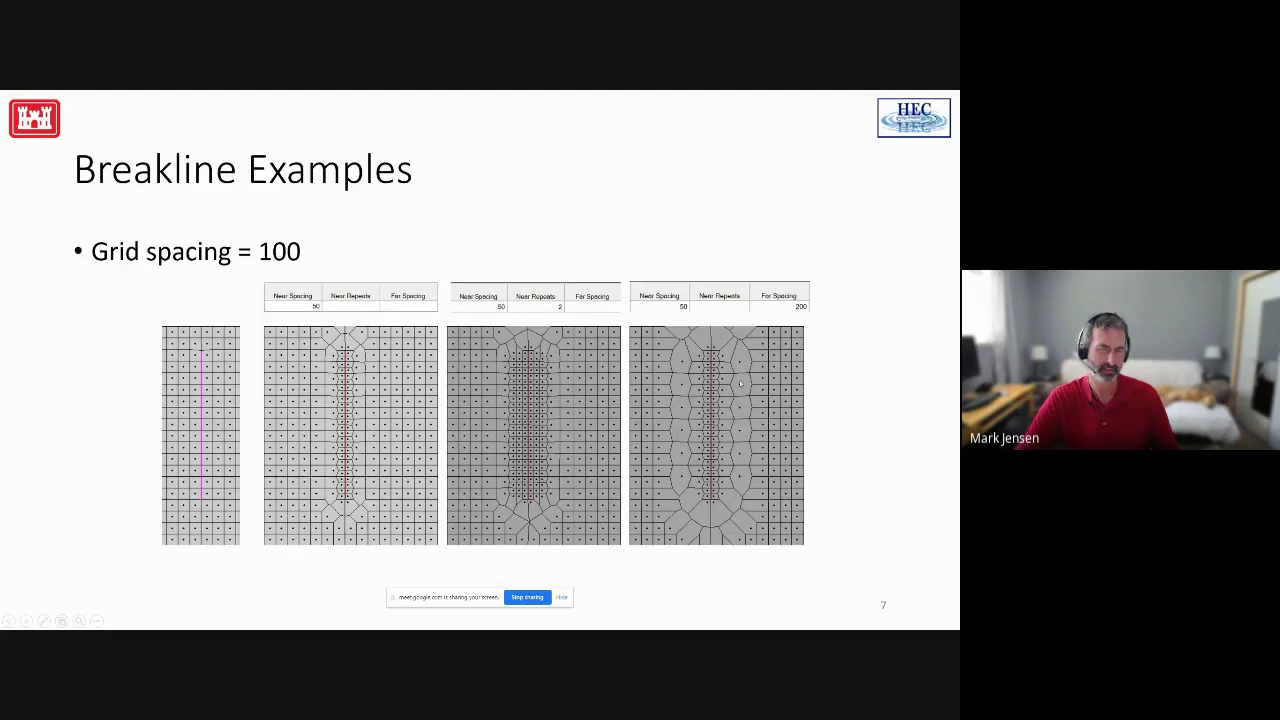 HEC
HEC
Breakline Examples
• Grid spacing = 100
Near Spacing Near Repeats Far Spacing
50
Near Spacing Near Repeats Far Spacing
50 2
Near Spacing Near Repeats Far Spacing
50 200
Mark Jensen
meet.google.com is sharing your screen. Stop sharing Hide
7